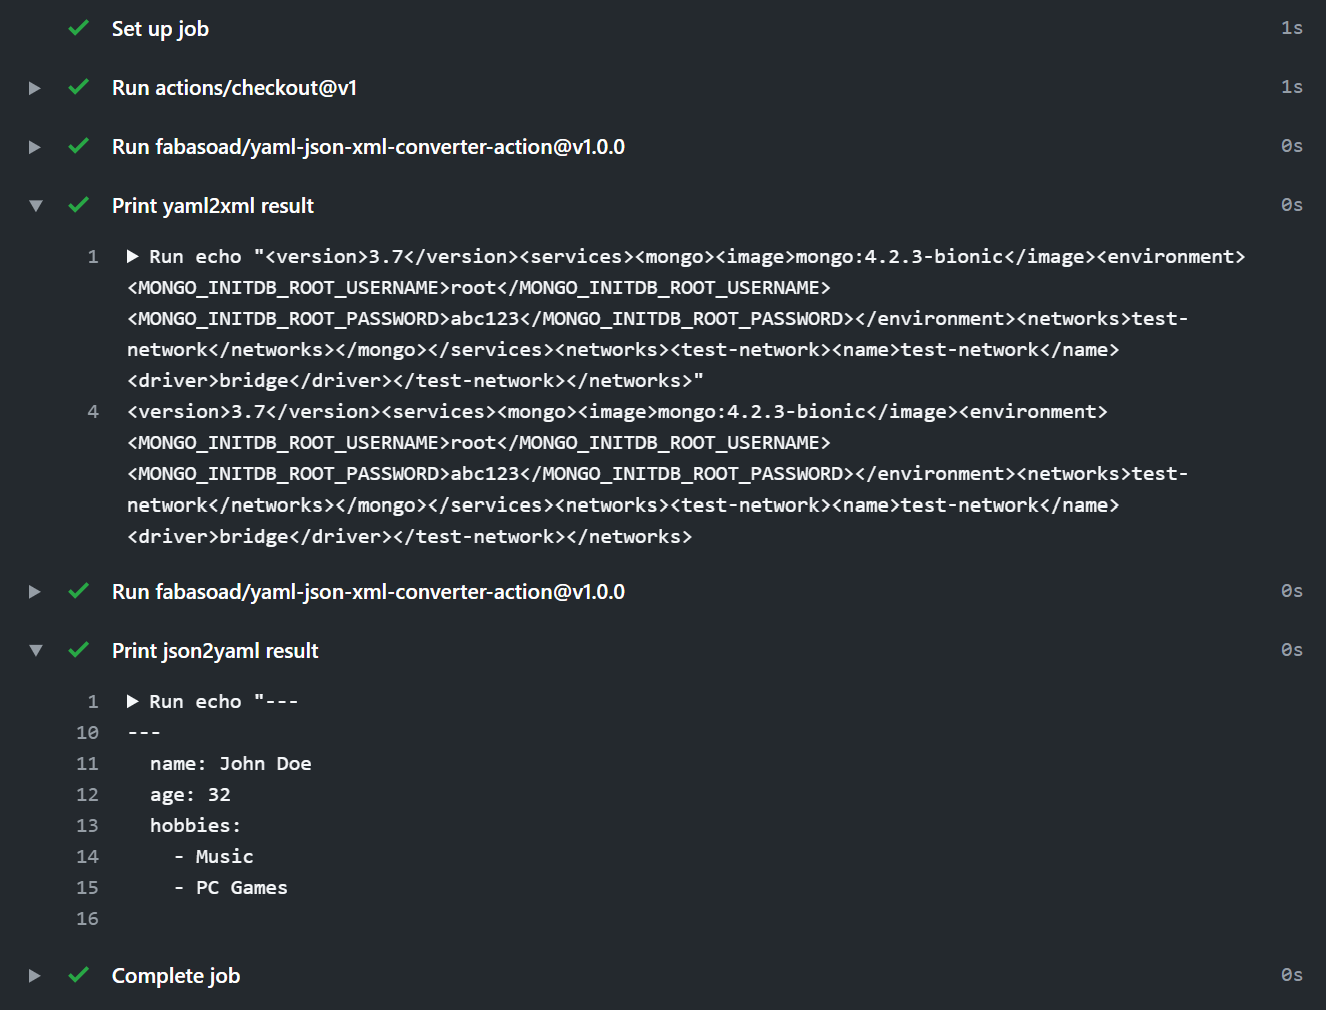 Set up job 1s
Run actions/checkout@v1 1s
Run fabasoad/yaml-json-xml-converter-action@v1.0.0 0s
Print yaml2xml result 0s
1 Run echo "<version>3.7</version><services><mongo><image>mongo:4.2.3-bionic</image><environment>
<MONGO_INITDB_ROOT_USERNAME>root</MONGO_INITDB_ROOT_USERNAME>
<MONGO_INITDB_ROOT_PASSWORD>abc123</MONGO_INITDB_ROOT_PASSWORD></environment><networks>test-
network</networks></mongo></services><networks><test-network><name>test-network</name>
<driver>bridge</driver></test-network></networks>"
4 <version>3.7</version><services><mongo><image>mongo:4.2.3-bionic</image><environment>
<MONGO_INITDB_ROOT_USERNAME>root</MONGO_INITDB_ROOT_USERNAME>
<MONGO_INITDB_ROOT_PASSWORD>abc123</MONGO_INITDB_ROOT_PASSWORD></environment><networks>test-
network</networks></mongo></services><networks><test-network><name>test-network</name>
<driver>bridge</driver></test-network></networks>
Run fabasoad/yaml-json-xml-converter-action@v1.0.0 0s
Print json2yaml result 0s
1 Run echo "---
10 ---
11 name: John Doe
12 age: 32
13 hobbies:
14 - Music
15 - PC Games
16
Complete job 0s